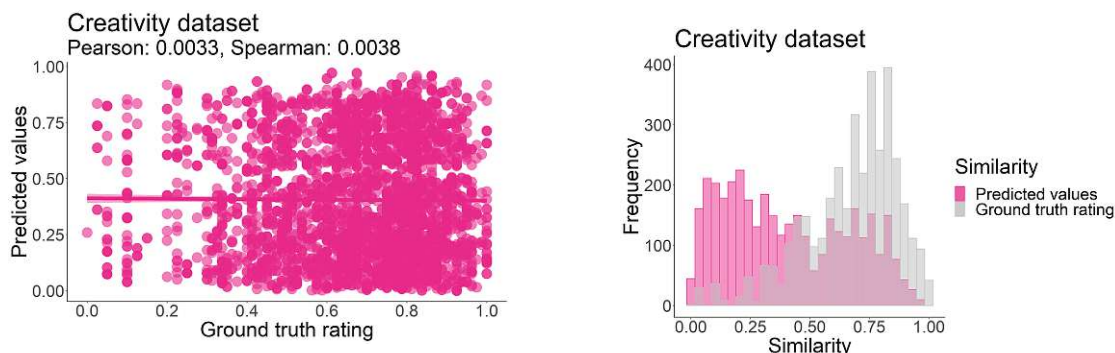 Creativity dataset
Pearson: 0.0033, Spearman: 0.0038
1.00
0.75
0.50
0.25
0.00
Predicted values
0.0 0.2 0.4 0.6 0.8 1.0
Ground truth rating
Creativity dataset
400
300
200
100
0
Frequency
0.00 0.25 0.50 0.75 1.00
Similarity
Similarity
Predicted values
Ground truth rating